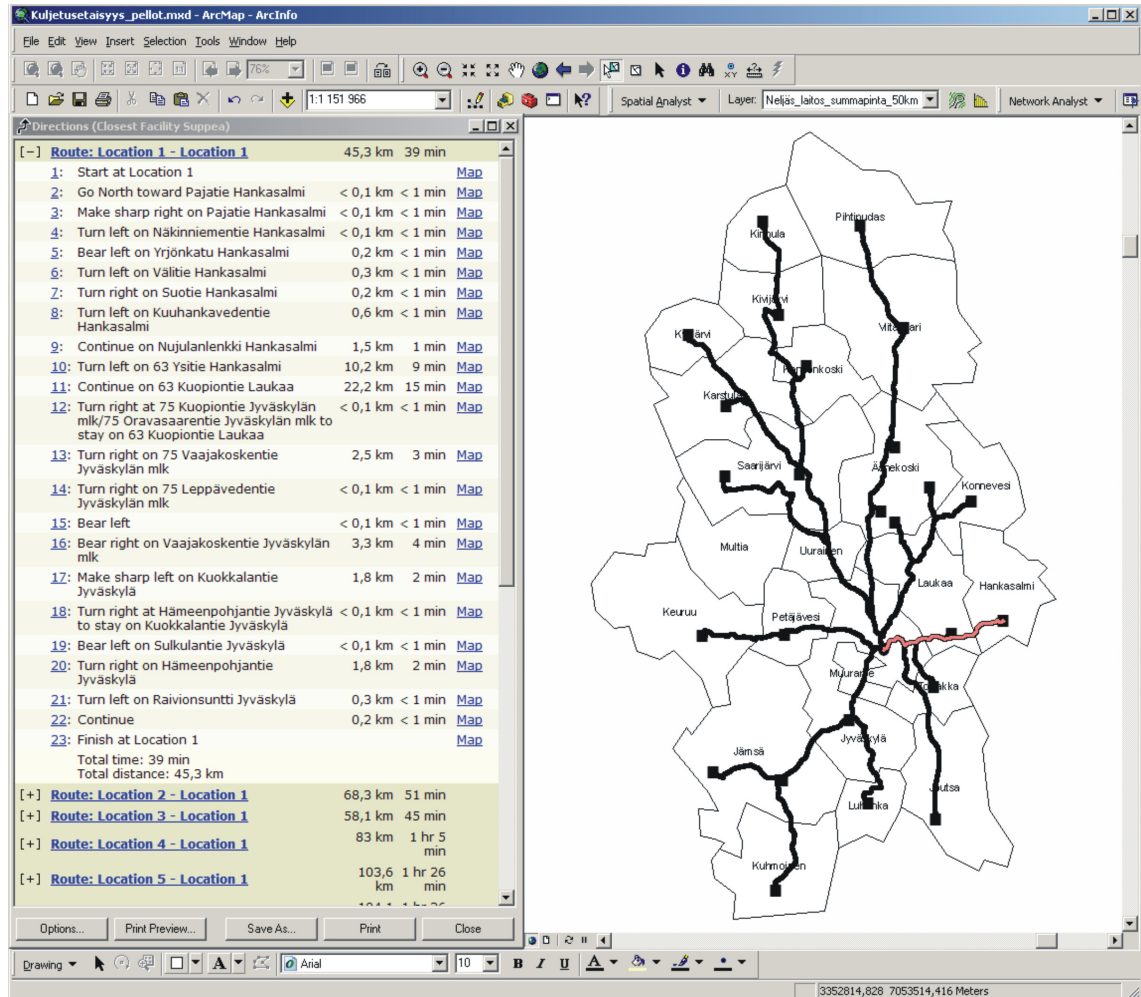 Kuljetusetaisyys_pellot.mxd - ArcMap - ArcInfo
File Edit View Insert Selection Tools Window Help
76%
1:1 151 966
Spatial Analyst
Layer:
Neljäs_laitos_summapinta_50km
Network Analyst
Directions (Closest Facility Suppea)
[-] Route: Location 1 - Location 1 45,3 km 39 min
1: Start at Location 1 Map
2: Go North toward Pajatie Hankasalmi < 0,1 km < 1 min Map
3: Make sharp right on Pajatie Hankasalmi < 0,1 km < 1 min Map
4: Turn left on Näkinniementie Hankasalmi < 0,1 km < 1 min Map
5: Bear left on Yrjönkatu Hankasalmi 0,2 km < 1 min Map
6: Turn left on Välitie Hankasalmi 0,3 km < 1 min Map
7: Turn right on Suotie Hankasalmi 0,2 km < 1 min Map
8: Turn left on Kuuhankavedentie 0,6 km < 1 min Map
Hankasalmi
9: Continue on Nujulanlenkki Hankasalmi 1,5 km 1 min Map
10: Turn left on 63 Ysitie Hankasalmi 10,2 km 9 min Map
11: Continue on 63 Kuopiontie Laukaa 22,2 km 15 min Map
12: Turn right at 75 Kuopiontie Jyväskylän < 0,1 km < 1 min Map
mlk/75 Oravasaarentie Jyväskylän mlk to
stay on 63 Kuopiontie Laukaa
13: Turn right on 75 Vaajakoskentie 2,5 km 3 min Map
Jyväskylän mlk
14: Turn right on 75 Leppävedentie < 0,1 km < 1 min Map
Jyväskylän mlk
15: Bear left < 0,1 km < 1 min Map
16: Bear right on Vaajakoskentie Jyväskylän 3,3 km 4 min Map
mlk
17: Make sharp left on Kuokkalantie 1,8 km 2 min Map
Jyväskylä
18: Turn right at Hämeenpohjantie Jyväskylä < 0,1 km < 1 min Map
to stay on Kuokkalantie Jyväskylä
19: Bear left on Sulkulantie Jyväskylä < 0,1 km < 1 min Map
20: Turn right on Hämeenpohjantie 1,8 km 2 min Map
Jyväskylä
21: Turn left on Raivionsuntti Jyväskylä 0,3 km < 1 min Map
22: Continue 0,2 km < 1 min Map
23: Finish at Location 1 Map
Total time: 39 min
Total distance: 45,3 km
[+] Route: Location 2 - Location 1 68,3 km 51 min
[+] Route: Location 3 - Location 1 58,1 km 45 min
[+] Route: Location 4 - Location 1 83 km 1 hr 5 min
[+] Route: Location 5 - Location 1 103,6 km 1 hr 26 min
Options... Print Preview... Save As... Print Close
Pihtipudas
Kinnula
Kivijärvi
Viitasaari
Kyyjärvi
Kannonkoski
Karstula
Saarijärvi
Äänekoski
Konnevesi
Multia
Uurainen
Laukaa
Hankasalmi
Keuruu
Petäjävesi
Muurame
Toivakka
Jyväskylä
Jämsä
Luhanka
Joutsa
Kuhmoinen
Drawing
Arial
10
B I U A
3352814,828 7053514,416 Meters